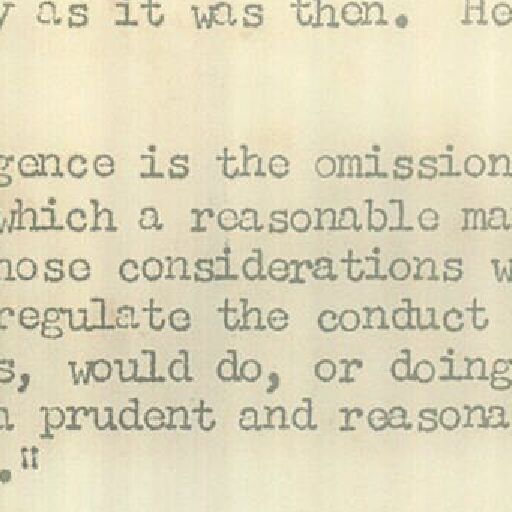 y as it was then. He
gence is the omission
which a reasonable ma
hose considerations w
regulate the conduct
s, would do, or doing
n prudent and reasona
."